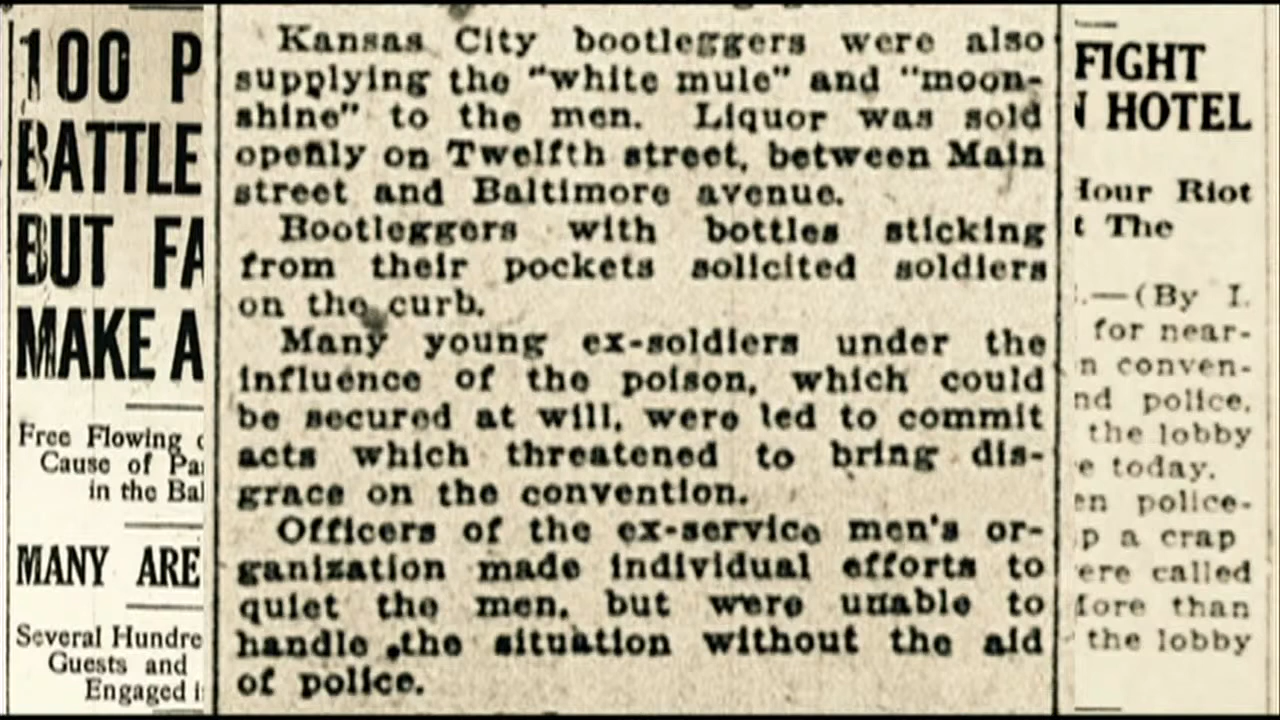 100 P
BATTLE
BUT FA
MAKE A
Free Flowing
Cause of Pa
in the Bal
MANY ARE
Several Hundre
Guests and
Engaged i
Kansas City bootleggers were also
supplying the "white mule" and "moon-
shine" to the men. Liquor was sold
openly on Twelfth street, between Main
street and Baltimore avenue.
Bootleggers with bottles sticking
from their pockets solicited soldiers
on the curb.
Many young ex-soldiers under the
influence of the poison, which could
be secured at will, were led to commit
acts which threatened to bring dis-
grace on the convention.
Officers of the ex-service men's or-
ganization made individual efforts to
quiet the men, but were unable to
handle the situation without the aid
of police.
FIGHT
N HOTEL
Hour Riot
t The
.—(By I.
for near-
n conven-
nd police,
the lobby
e today.
en police-
p a crap
ere called
fore than
the lobby